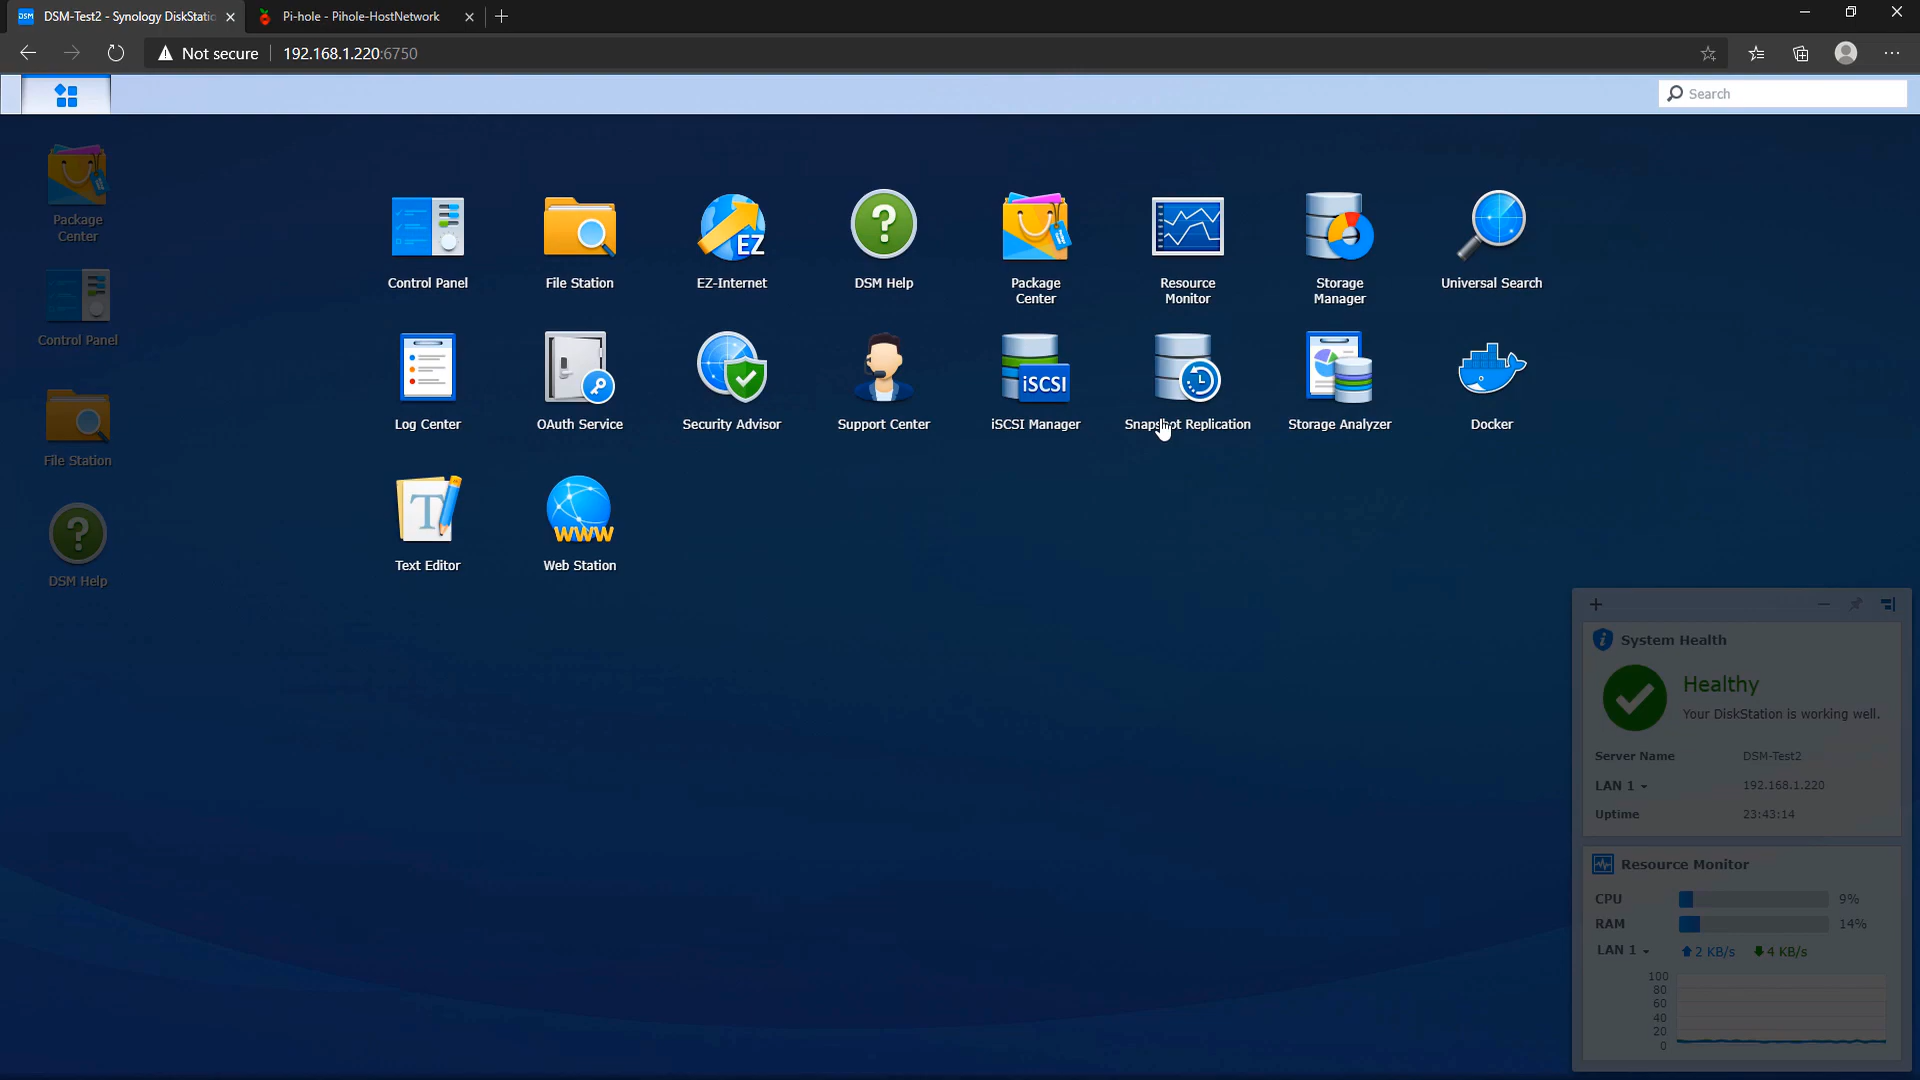 DSM-Test2 - Synology DiskStatio
Pi-hole - Pihole-HostNetwork
Not secure
192.168.1.220:6750
Search
Package
Center
Control Panel
File Station
DSM Help
Control Panel
File Station
EZ
EZ-Internet
DSM Help
Package
Center
Resource
Monitor
Storage
Manager
Universal Search
Log Center
OAuth Service
Security Advisor
Support Center
iSCSI
iSCSI Manager
Snapshot Replication
Storage Analyzer
Docker
T
Text Editor
WWW
Web Station
System Health
Healthy
Your DiskStation is working well.
Server Name DSM-Test2
LAN 1 192.168.1.220
Uptime 23:43:14
Resource Monitor
CPU 9%
RAM 14%
LAN 1 2 KB/s 4 KB/s
100
80
60
40
20
0